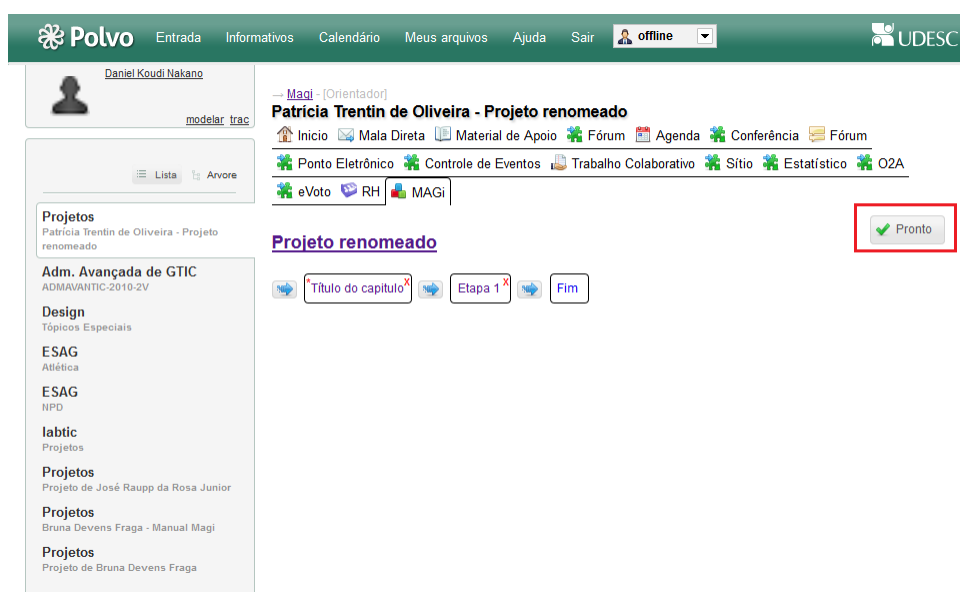 Polvo Entrada Informativos Calendário Meus arquivos Ajuda Sair offline UDESC
Daniel Koudi Nakano
modelar trac
Lista Arvore
Projetos
Patrícia Trentin de Oliveira - Projeto
renomeado
Adm. Avançada de GTIC
ADMAVANTIC-2010-2V
Design
Tópicos Especiais
ESAG
Atlética
ESAG
NPD
labtic
Projetos
Projetos
Projeto de José Raupp da Rosa Junior
Projetos
Bruna Devens Fraga - Manual Magi
Projetos
Projeto de Bruna Devens Fraga
→ Magi - [Orientador]
Patrícia Trentin de Oliveira - Projeto renomeado
Inicio Mala Direta Material de Apoio Fórum Agenda Conferência Fórum
Ponto Eletrônico Controle de Eventos Trabalho Colaborativo Sítio Estatístico O2A
eVoto RH MAGi
Pronto
Projeto renomeado
*Título do capitulo X Etapa 1 X Fim